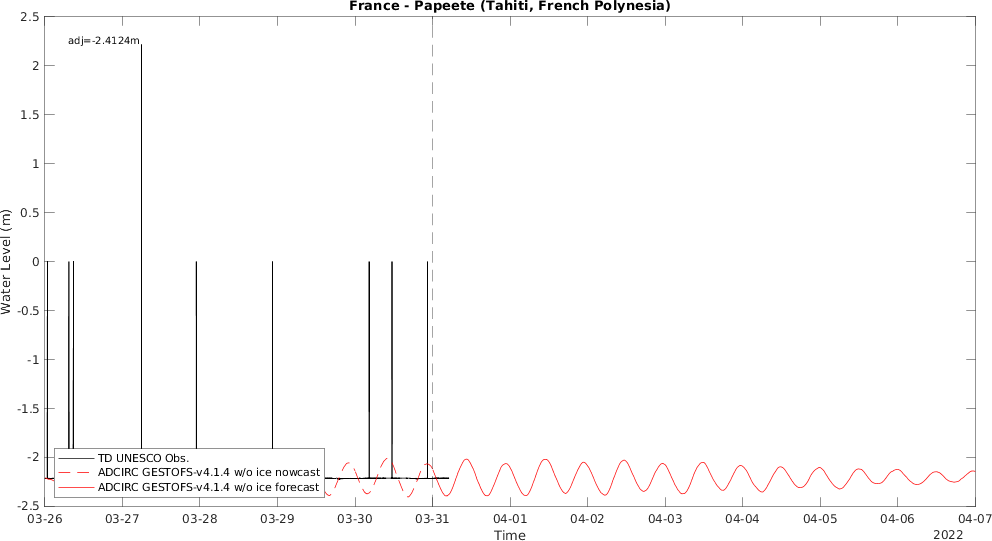 France - Papeete (Tahiti, French Polynesia)
adj=-2.4124m
Water Level (m)
2.5
2
1.5
1
0.5
0
-0.5
-1
-1.5
-2
-2.5
TD UNESCO Obs.
ADCIRC GESTOFS-v4.1.4 w/o ice nowcast
ADCIRC GESTOFS-v4.1.4 w/o ice forecast
03-26 03-27 03-28 03-29 03-30 03-31 04-01 04-02 04-03 04-04 04-05 04-06 04-07
Time
2022